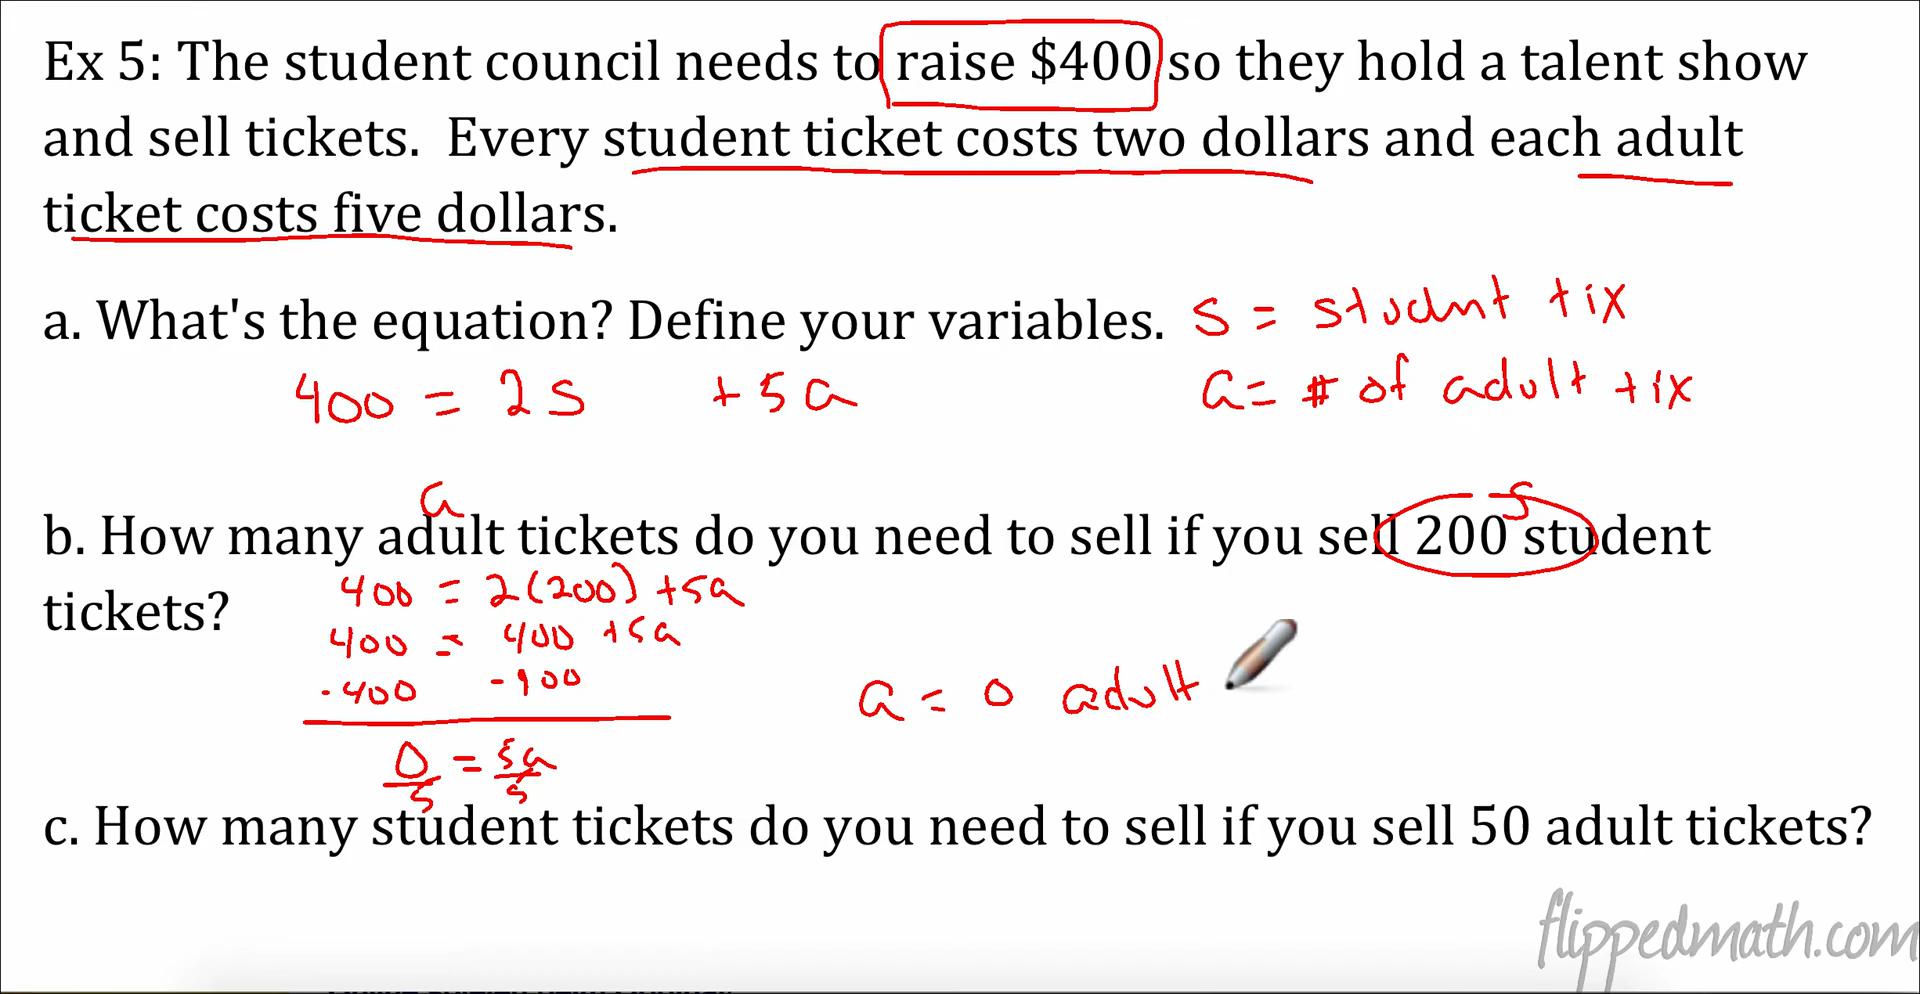 Ex 5: The student council needs to raise $400 so they hold a talent show
and sell tickets.  Every student ticket costs two dollars and each adult
ticket costs five dollars.
a. What's the equation? Define your variables. s = student tix
400 = 2s + 5a
a = # of adult tix
a
s
b. How many adult tickets do you need to sell if you sell 200 student
tickets?
400 = 2(200) + 5a
400 = 400 + 5a
-400 -400
a = 0 adult
0 = 5a
5 5
c. How many student tickets do you need to sell if you sell 50 adult tickets?
flippedmath.com